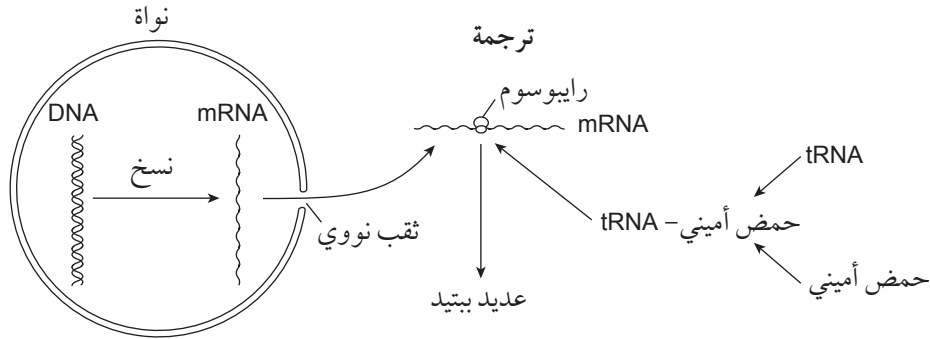 نواة
ترجمة
رايبوسوم
DNA
mRNA
mRNA
نسخ
tRNA
ثقب نووي
حمض أميني – tRNA
حمض أميني
عديد ببتيد